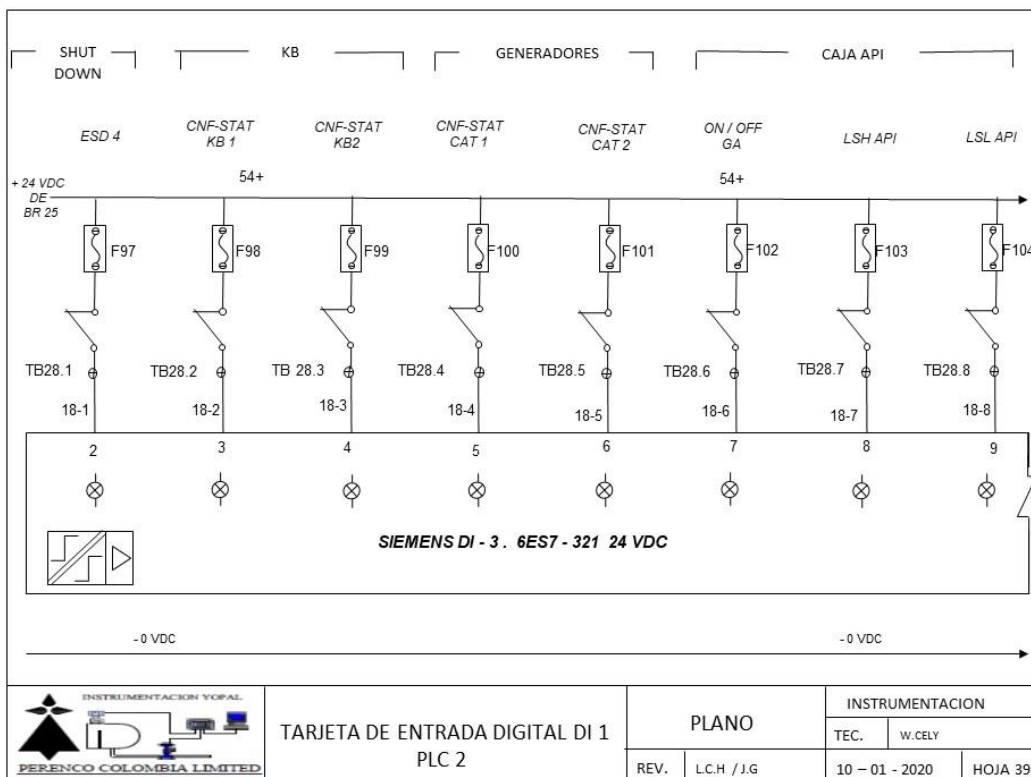 SHUT DOWN
KB
GENERADORES
CAJA API
ESD 4
CNF-STAT KB 1
CNF-STAT KB2
CNF-STAT CAT 1
CNF-STAT CAT 2
ON / OFF GA
LSH API
LSL API
+ 24 VDC DE BR 25
54+
54+
F97
F98
F99
F100
F101
F102
F103
F104
TB28.1
TB28.2
TB 28.3
TB28.4
TB28.5
TB28.6
TB28.7
TB28.8
18-1
18-2
18-3
18-4
18-5
18-6
18-7
18-8
2
3
4
5
6
7
8
9
SIEMENS DI - 3 . 6ES7 - 321 24 VDC
- 0 VDC
- 0 VDC
INSTRUMENTACION YOPAL
PERENCO COLOMBIA LIMITED
TARJETA DE ENTRADA DIGITAL DI 1
PLC 2
PLANO
REV.
L.C.H / J.G
INSTRUMENTACION
TEC.
W.CELY
10 – 01 - 2020
HOJA 39